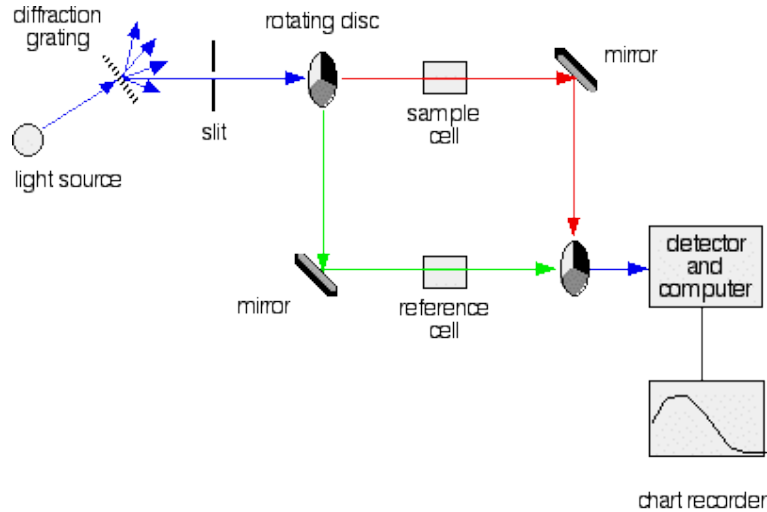 diffraction
grating
rotating disc
mirror
sample
cell
slit
light source
detector
and
computer
mirror
reference
cell
chart recorder